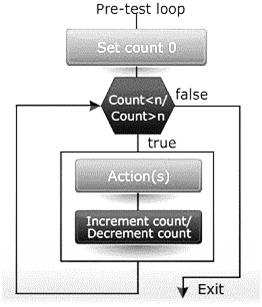 Pre-test loop
Set count 0
Count<n/
Count>n
false
true
Action(s)
Increment count/
Decrement count
Exit